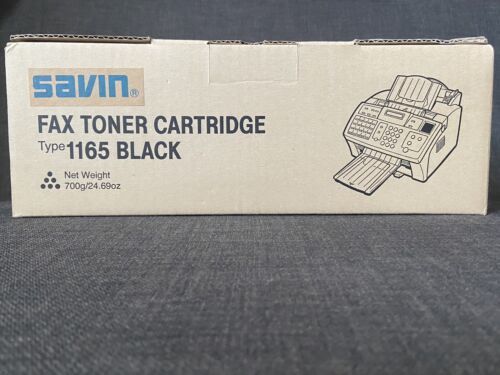 savin®
FAX TONER CARTRIDGE
Type 1165 BLACK
Net Weight
700g/24.69oz